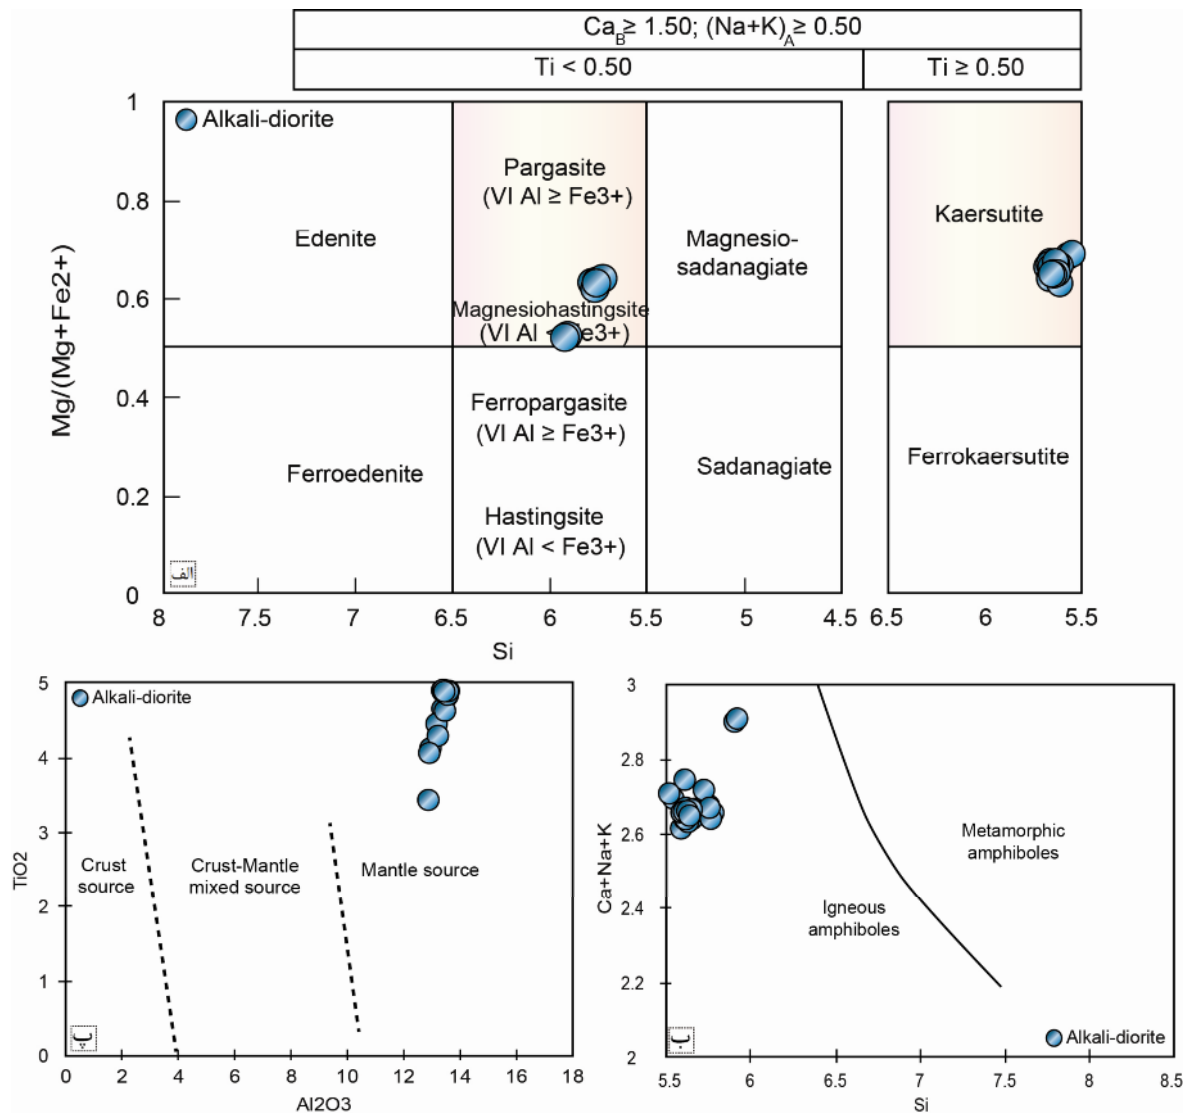 Ca B ≥ 1.50; (Na+K) A ≥ 0.50
Ti < 0.50
Ti ≥ 0.50
Alkali-diorite
Pargasite
(VI Al ≥ Fe3+)
Edenite
Magnesio-
sadanagiate
Kaersutite
Magnesiohastingsite
(VI Al < Fe3+)
Ferropargasite
(VI Al ≥ Fe3+)
Ferroedenite
Sadanagiate
Ferrokaersutite
Hastingsite
(VI Al < Fe3+)
Mg/(Mg+Fe2+)
1
0.8
0.6
0.4
0.2
0
الف
8
7.5
7
6.5
6
5.5
5
4.5
6.5
6
5.5
Si
Alkali-diorite
Crust
source
Crust-Mantle
mixed source
Mantle source
TiO2
5
4
3
2
1
0
پ
0
2
4
6
8
10
12
14
16
18
Al2O3
Metamorphic
amphiboles
Igneous
amphiboles
Ca+Na+K
3
2.8
2.6
2.4
2.2
2
ب
Alkali-diorite
5.5
6
6.5
7
7.5
8
8.5
Si